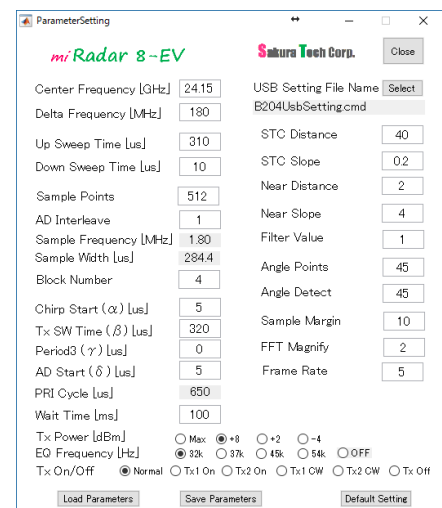 ParameterSetting
miRadar 8-EV
Sakura Tech Corp.
Close
Center Frequency [GHz] 24.15
Delta Frequency [MHz] 180
Up Sweep Time [us] 310
Down Sweep Time [us] 10
Sample Points 512
AD Interleave 1
Sample Frequency [MHz] 1.80
Sample Width [us] 284.4
Block Number 4
Chirp Start (α) [us] 5
Tx SW Time (β) [us] 320
Period3 (γ) [us] 0
AD Start (δ) [us] 5
PRI Cycle [us] 650
Wait Time [ms] 100
USB Setting File Name Select
B204UsbSetting.cmd
STC Distance 40
STC Slope 0.2
Near Distance 2
Near Slope 4
Filter Value 1
Angle Points 45
Angle Detect 45
Sample Margin 10
FFT Magnify 2
Frame Rate 5
Tx Power [dBm] Max +8 +2 -4
EQ Frequency [Hz] 32k 37k 45k 54k OFF
Tx On/Off Normal Tx1 On Tx2 On Tx1 CW Tx2 CW Tx Off
Load Parameters Save Parameters Default Setting